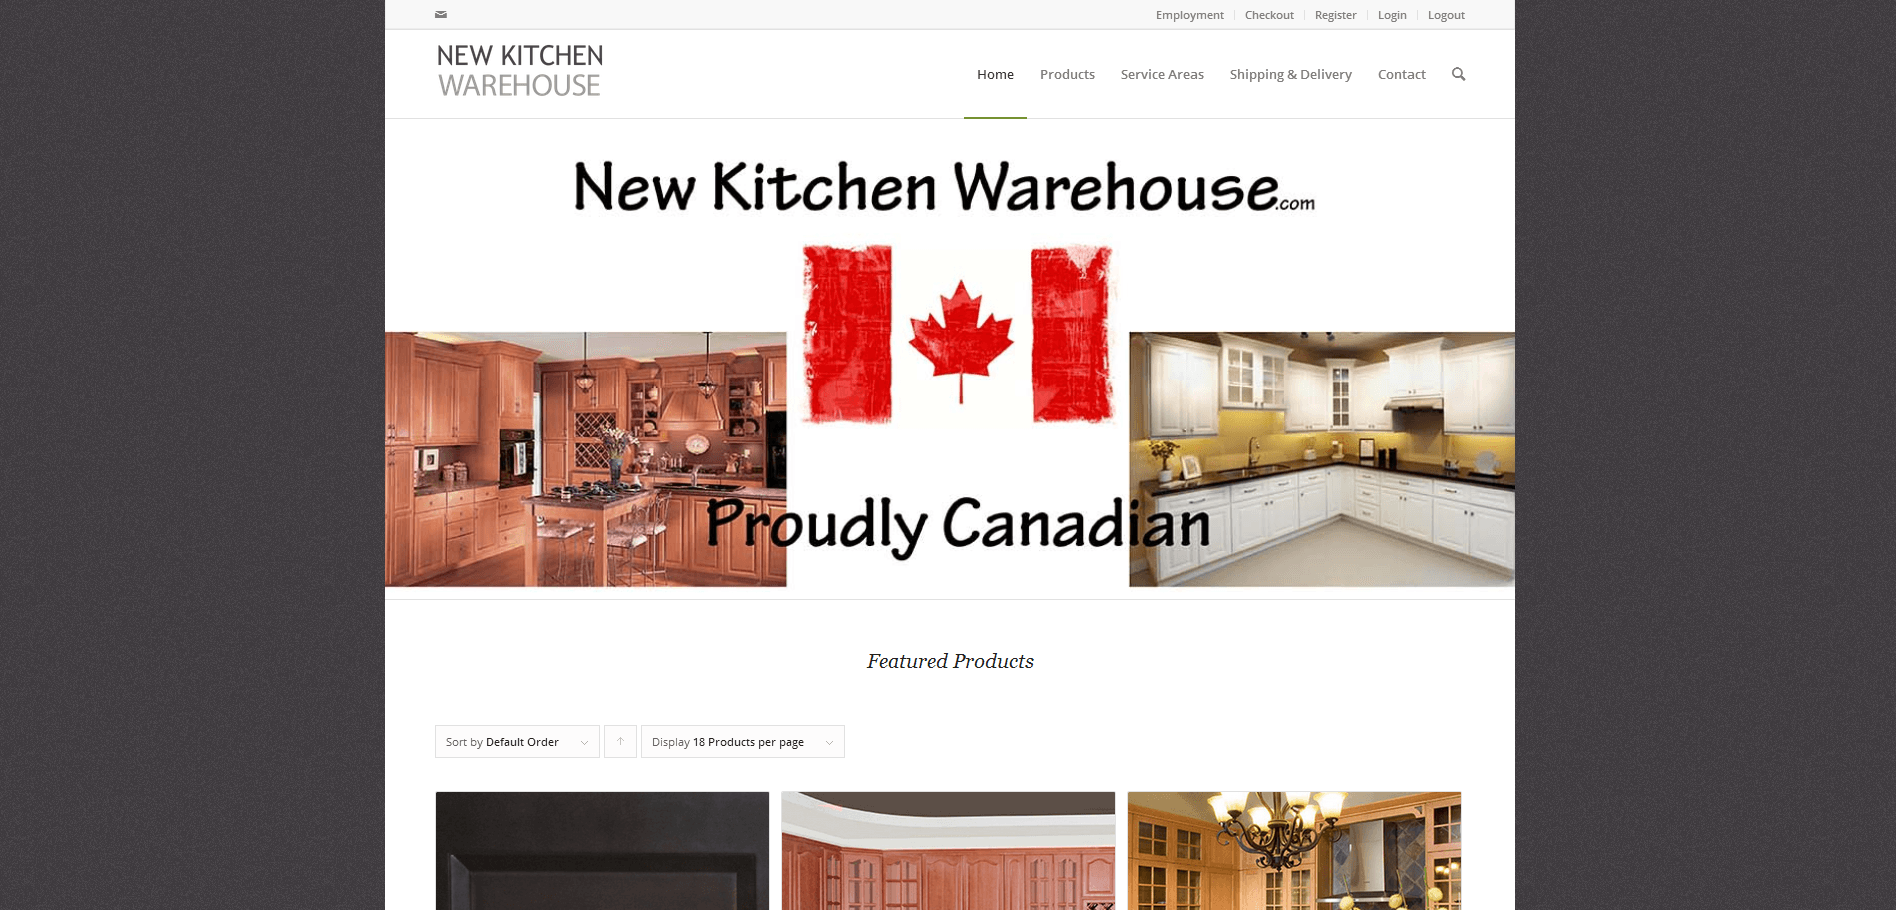 Employment Checkout Register Login Logout
NEW KITCHEN
WAREHOUSE
Home Products Service Areas Shipping & Delivery Contact
New Kitchen Warehouse.com
Proudly Canadian
Featured Products
Sort by Default Order
Display 18 Products per page